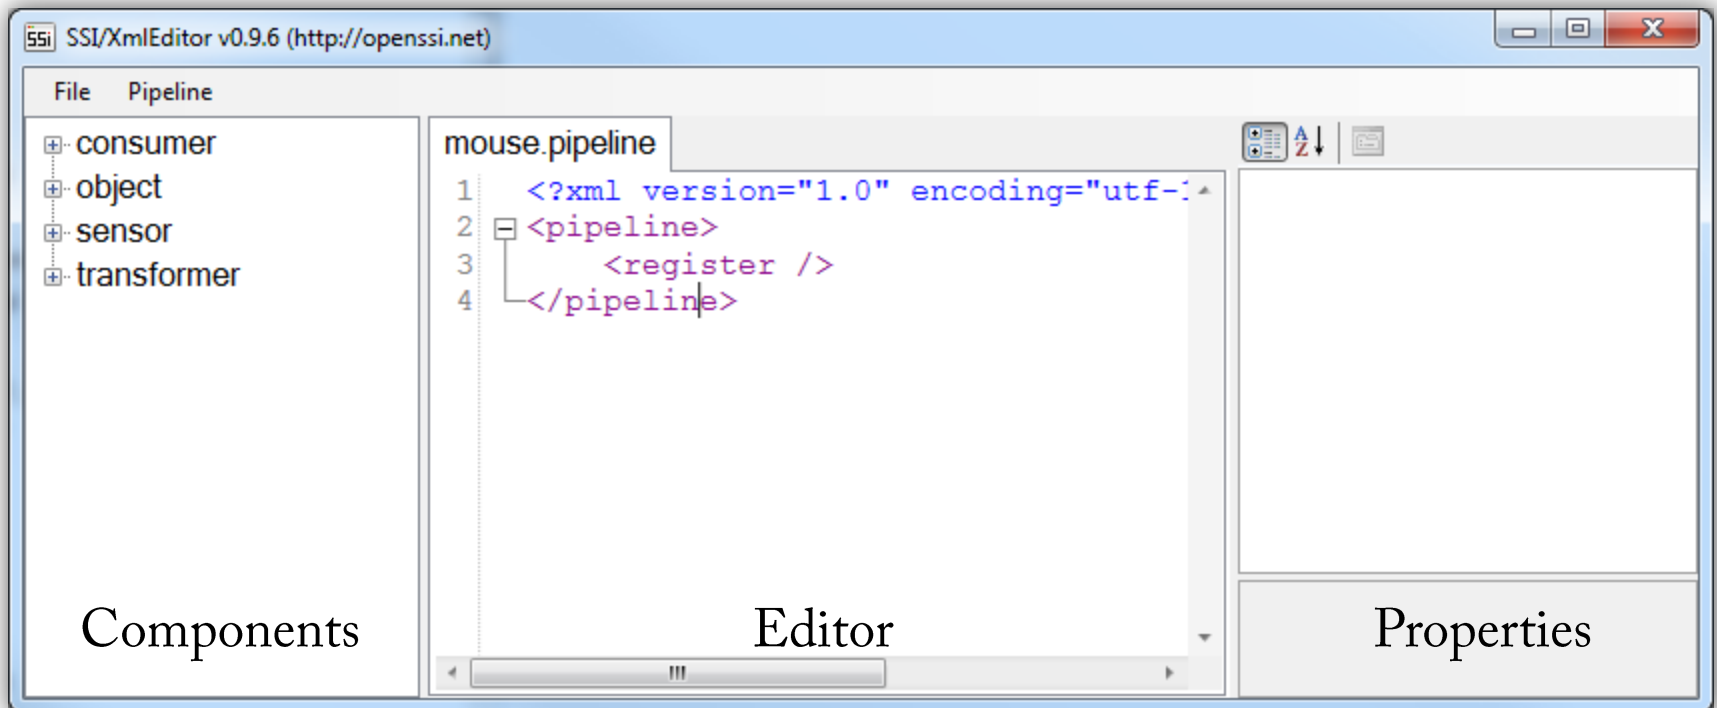 SSI SSI/XmlEditor v0.9.6 (http://openssi.net)
File Pipeline
consumer
object
sensor
transformer
Components
mouse.pipeline
1 <?xml version="1.0" encoding="utf-1
2 <pipeline>
3 <register />
4 </pipeline>
Editor
A
Z
Properties